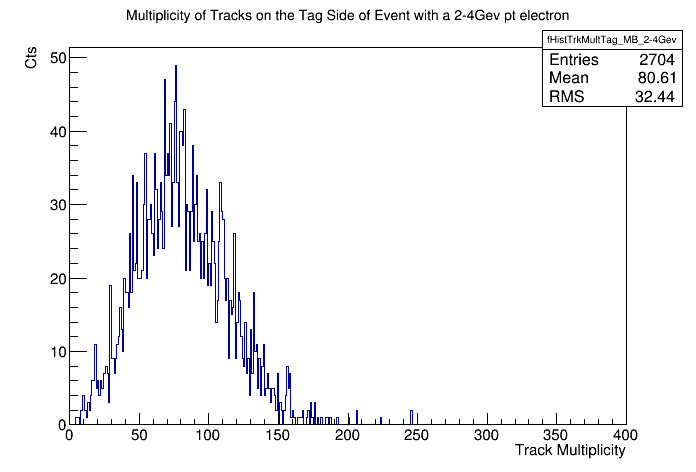 Multiplicity of Tracks on the Tag Side of Event with a 2-4Gev pt electron
fHistTrkMultTag_MB_2-4Gev
Entries 2704
Mean 80.61
RMS 32.44
Cts
50
40
30
20
10
0
0 50 100 150 200 250 300 350 400
Track Multiplicity